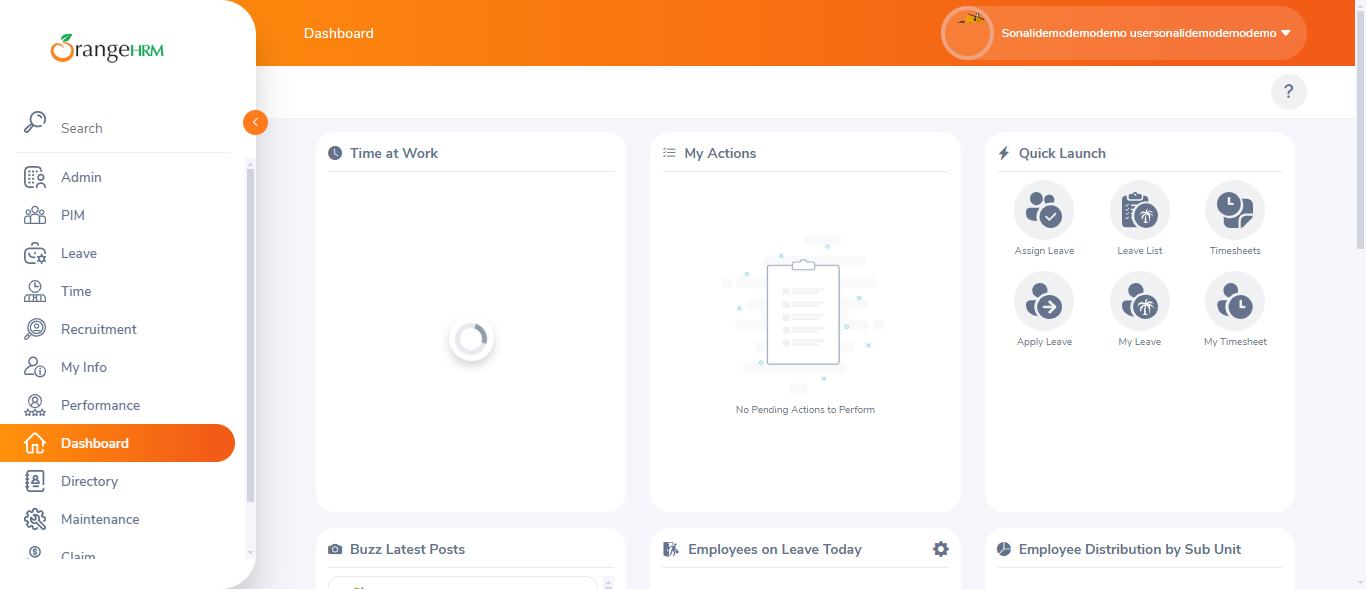 OrangeHRM
Dashboard
Sonalidemodemodemo usersonalidemodemodemo
?
Search
Admin
PIM
Leave
Time
Recruitment
My Info
Performance
Dashboard
Directory
Maintenance
Claim
Time at Work
My Actions
No Pending Actions to Perform
Quick Launch
Assign Leave
Leave List
Timesheets
Apply Leave
My Leave
My Timesheet
Buzz Latest Posts
Employees on Leave Today
Employee Distribution by Sub Unit